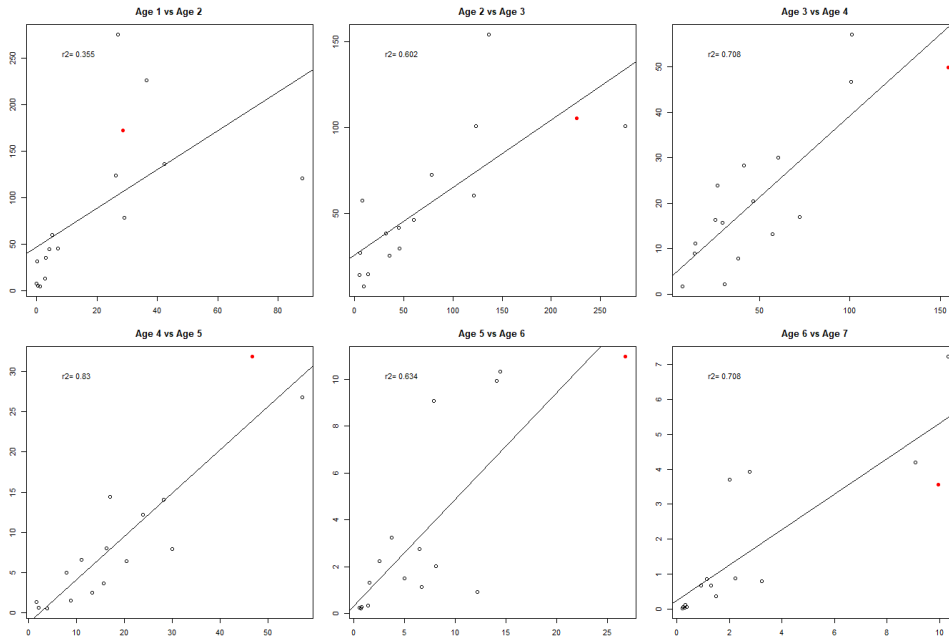 Age 1 vs Age 2
r2= 0.355
0 50 100 150 200 250
0 20 40 60 80
Age 2 vs Age 3
r2= 0.602
50 100 150
0 50 100 150 200 250
Age 3 vs Age 4
r2= 0.708
0 10 20 30 40 50
50 100 150
Age 4 vs Age 5
r2= 0.83
0 5 10 15 20 25 30
0 10 20 30 40 50
Age 5 vs Age 6
r2= 0.634
0 2 4 6 8 10
0 5 10 15 20 25
Age 6 vs Age 7
r2= 0.708
0 1 2 3 4 5 6 7
0 2 4 6 8 10